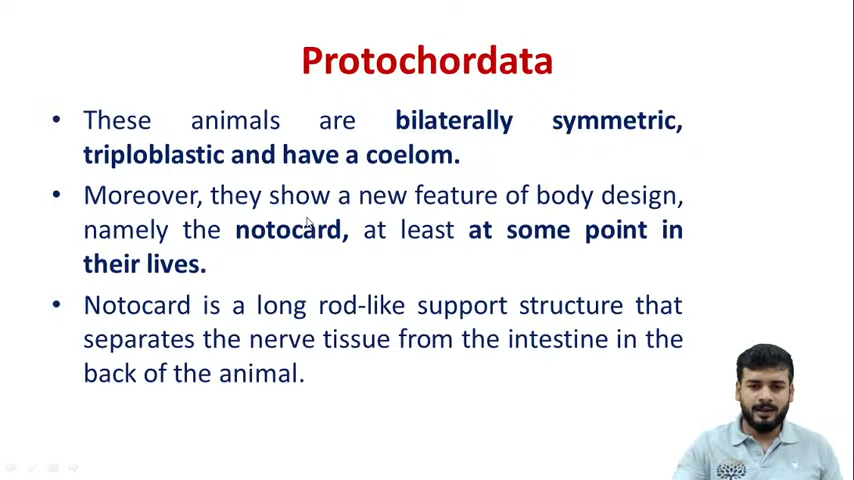 Protochordata
• These animals are bilaterally symmetric,
triploblastic and have a coelom.
• Moreover, they show a new feature of body design,
namely the notocard, at least at some point in
their lives.
• Notocard is a long rod-like support structure that
separates the nerve tissue from the intestine in the
back of the animal.